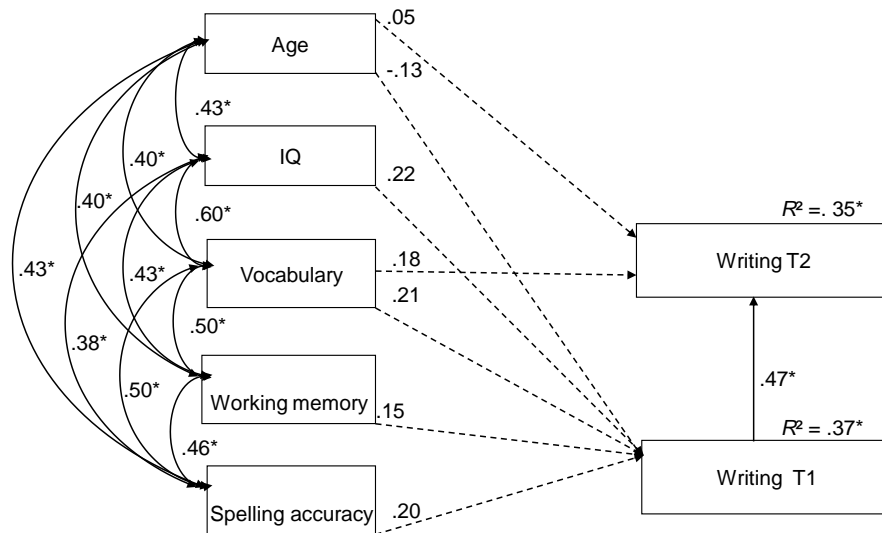 .05
Age
-.13
.43*
IQ
.22
.40*
.40*
.60*
R² =. 35*
Writing T2
Vocabulary
.18
.43*
.43*
.21
.50*
.38*
.50*
.47*
Working memory
.15
R² = .37*
.46*
Writing T1
Spelling accuracy
.20